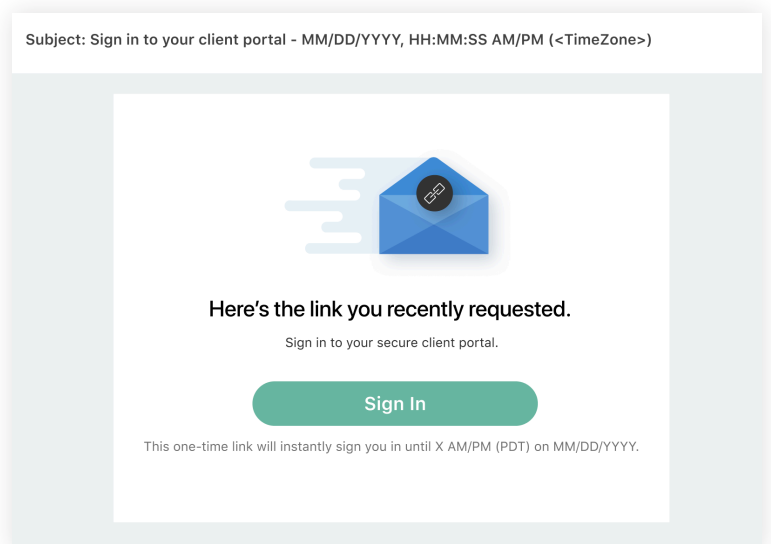 Subject: Sign in to your client portal - MM/DD/YYYY, HH:MM:SS AM/PM (<TimeZone>)
Here's the link you recently requested.
Sign in to your secure client portal.
Sign In
This one-time link will instantly sign you in until X AM/PM (PDT) on MM/DD/YYYY.